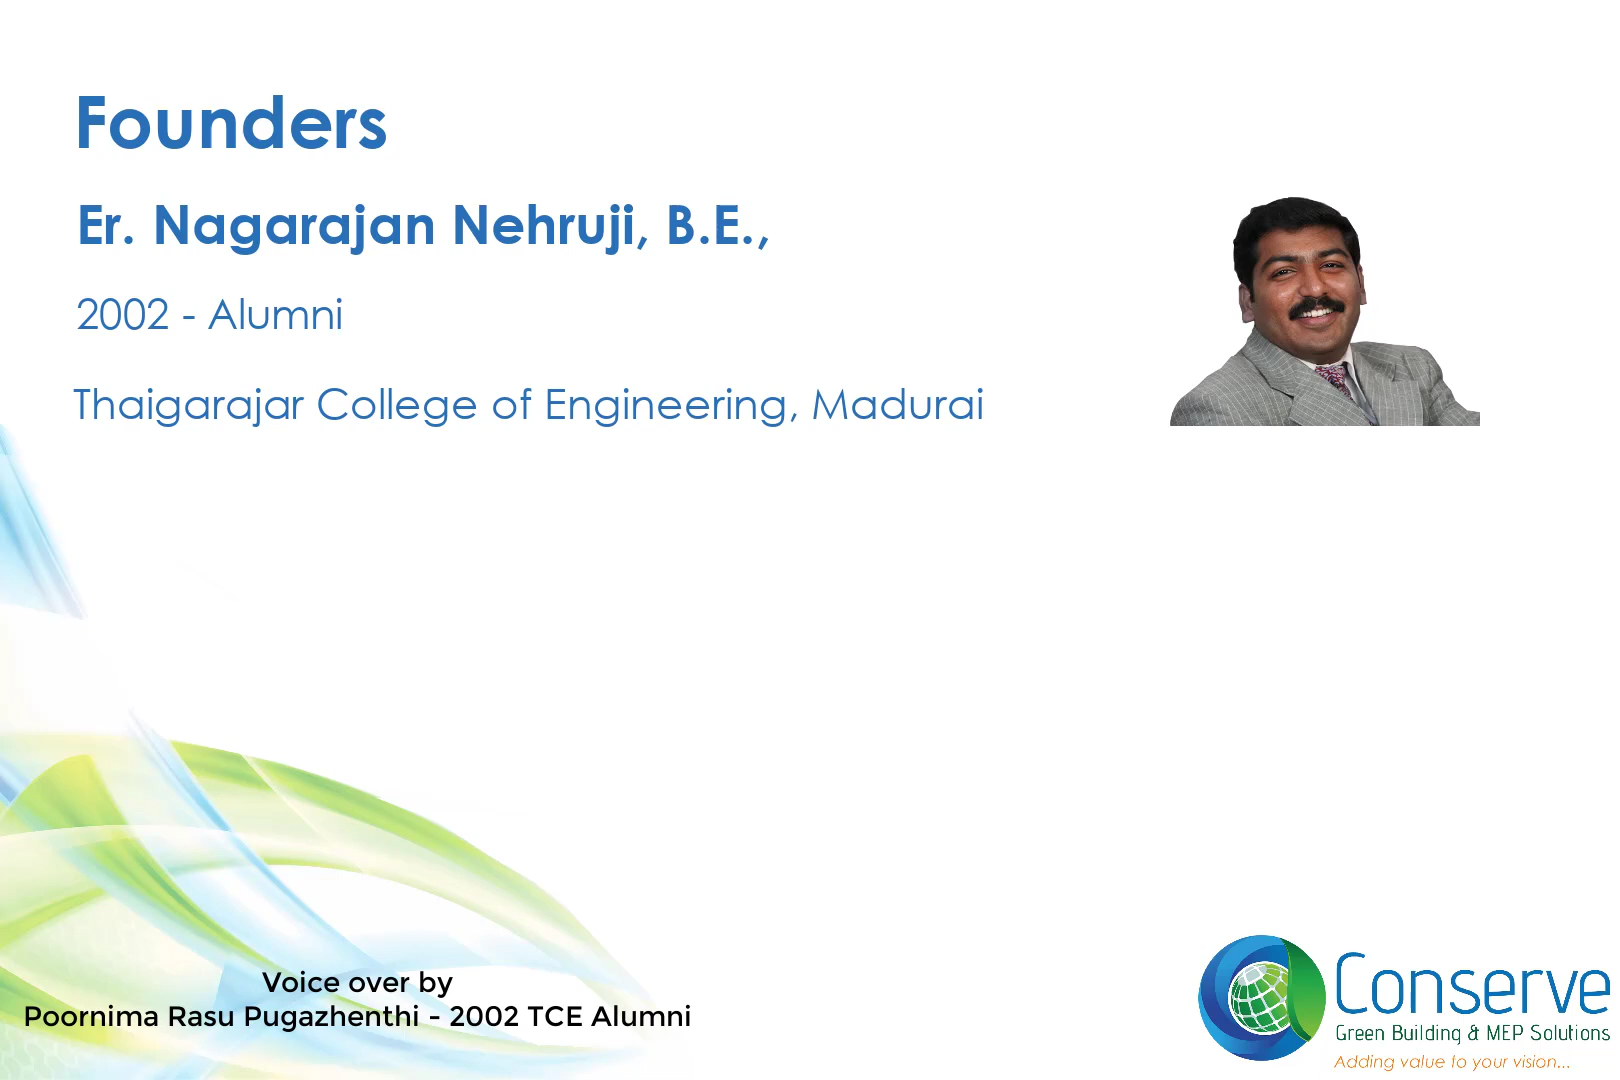 Founders
Er. Nagarajan Nehruji, B.E.,
2002 - Alumni
Thaigarajar College of Engineering, Madurai
Voice over by
Poornima Rasu Pugazhenthi - 2002 TCE Alumni
Conserve
Green Building & MEP Solutions
Adding value to your vision...